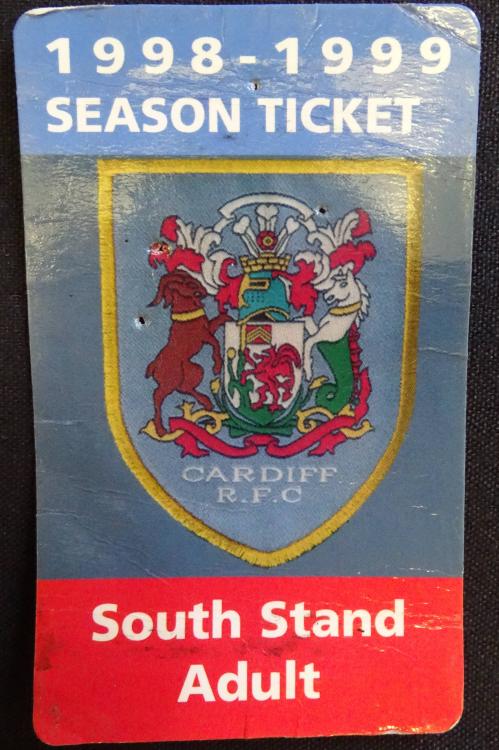 1998-1999
SEASON TICKET
CARDIFF
R.F.C
South Stand
Adult